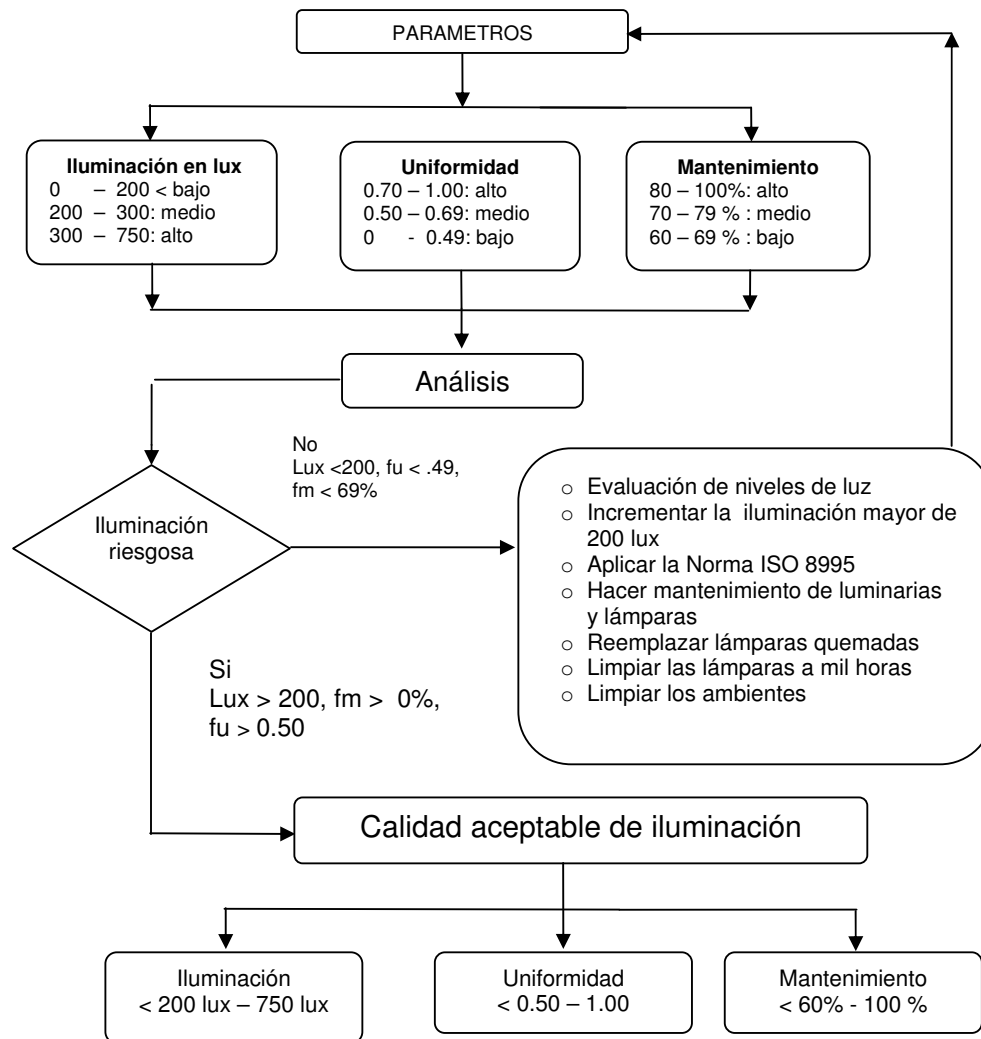 PARAMETROS
Iluminación en lux
0 – 200 < bajo
200 – 300: medio
300 – 750: alto
Uniformidad
0.70 – 1.00: alto
0.50 – 0.69: medio
0 - 0.49: bajo
Mantenimiento
80 – 100%: alto
70 – 79 % : medio
60 – 69 % : bajo
Análisis
No
Lux <200, fu < .49,
fm < 69%
Iluminación
riesgosa
o Evaluación de niveles de luz
o Incrementar la iluminación mayor de
200 lux
o Aplicar la Norma ISO 8995
o Hacer mantenimiento de luminarias
y lámparas
o Reemplazar lámparas quemadas
o Limpiar las lámparas a mil horas
o Limpiar los ambientes
Si
Lux > 200, fm > 0%,
fu > 0.50
Calidad aceptable de iluminación
Iluminación
< 200 lux – 750 lux
Uniformidad
< 0.50 – 1.00
Mantenimiento
< 60% - 100 %